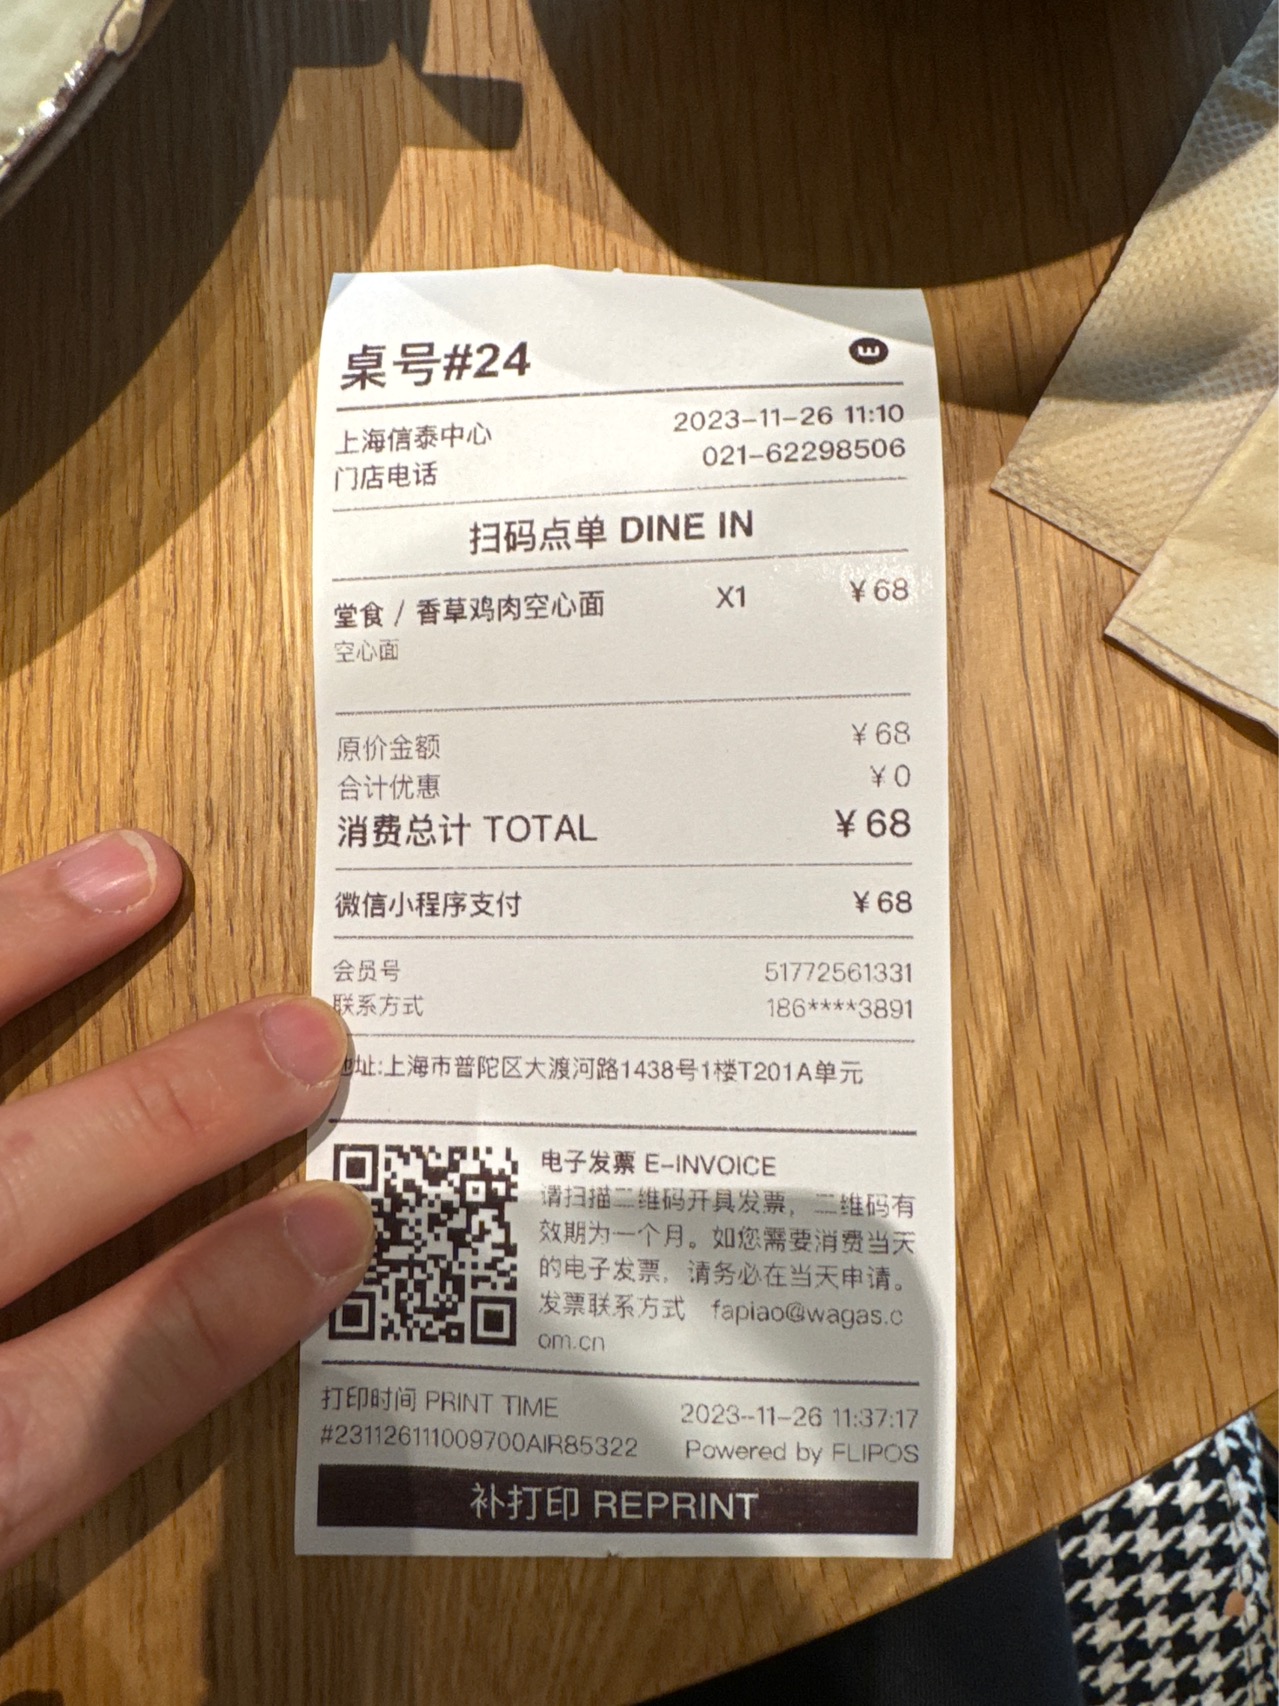 桌号#24
上海信泰中心 2023-11-26 11:10
门店电话 021-62298506
扫码点单 DINE IN
堂食 / 香草鸡肉空心面 X1 ¥68
空心面
原价金额 ¥68
合计优惠 ¥0
消费总计 TOTAL ¥68
微信小程序支付 ¥68
会员号 51772561331
联系方式 186****3891
地址:上海市普陀区大渡河路1438号1楼T201A单元
电子发票 E-INVOICE
请扫描二维码开具发票，二维码有
效期为一个月。如您需要消费当天
的电子发票，请务必在当天申请。
发票联系方式 fapiao@wagas.c
om.cn
打印时间 PRINT TIME 2023-11-26 11:37:17
#231126111009700AIR85322 Powered by FLIPOS
补打印 REPRINT